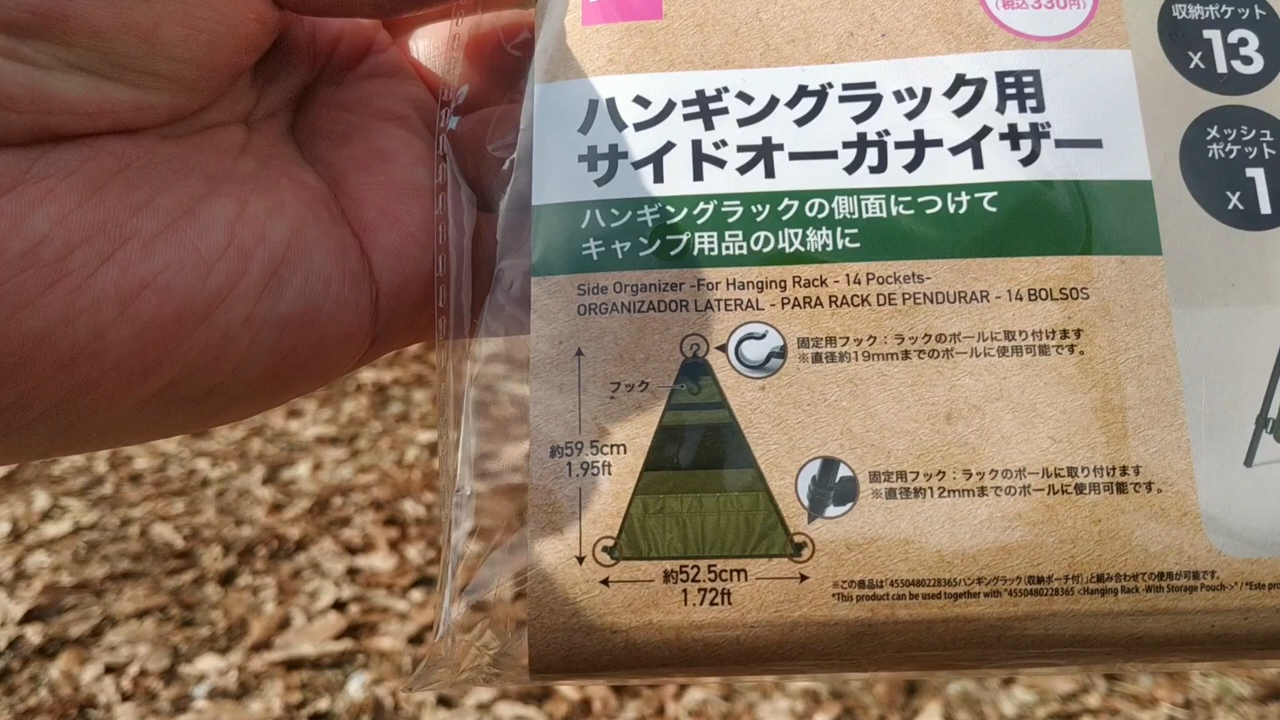 (税込330円)
収納ポケット
x13
メッシュ
ポケット
x1
ハンギングラック用
サイドオーガナイザー
ハンギングラックの側面につけて
キャンプ用品の収納に
Side Organizer -For Hanging Rack - 14 Pockets-
ORGANIZADOR LATERAL - PARA RACK DE PENDURAR - 14 BOLSOS
固定用フック：ラックのポールに取り付けます
※直径約19mmまでのポールに使用可能です。
フック
約59.5cm
1.95ft
固定用フック：ラックのポールに取り付けます
※直径約12mmまでのポールに使用可能です。
約52.5cm
1.72ft
※この商品は「4550480228365ハンギングラック（収納ポーチ付）」と組み合わせての使用が可能です。
*This product can be used together with "4550480228365 <Hanging Rack -With Storage Pouch->" / *Este